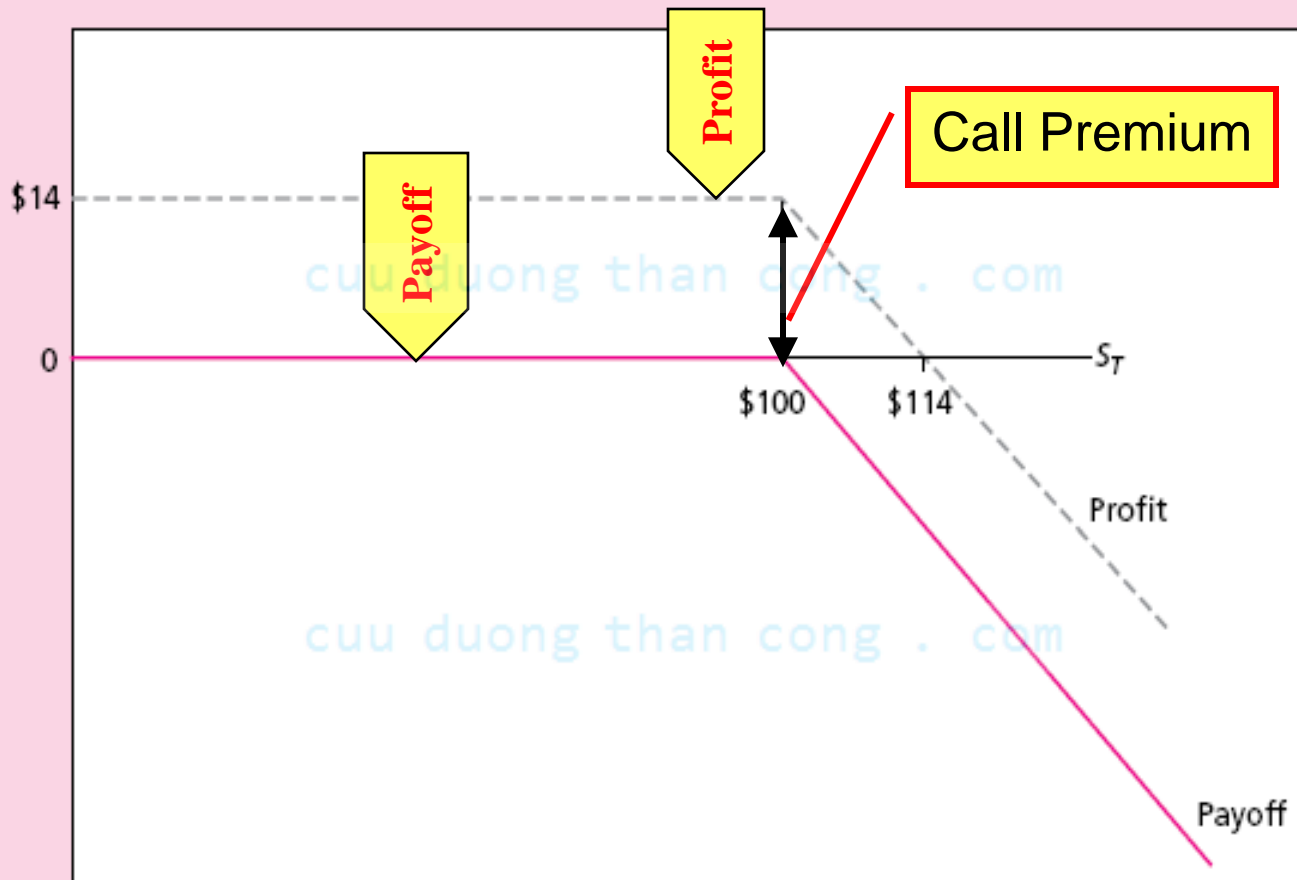 Profit
Call Premium
Payoff
$14
cuu duong than cong . com
0
S_T
$100
$114
Profit
cuu duong than cong . com
Payoff